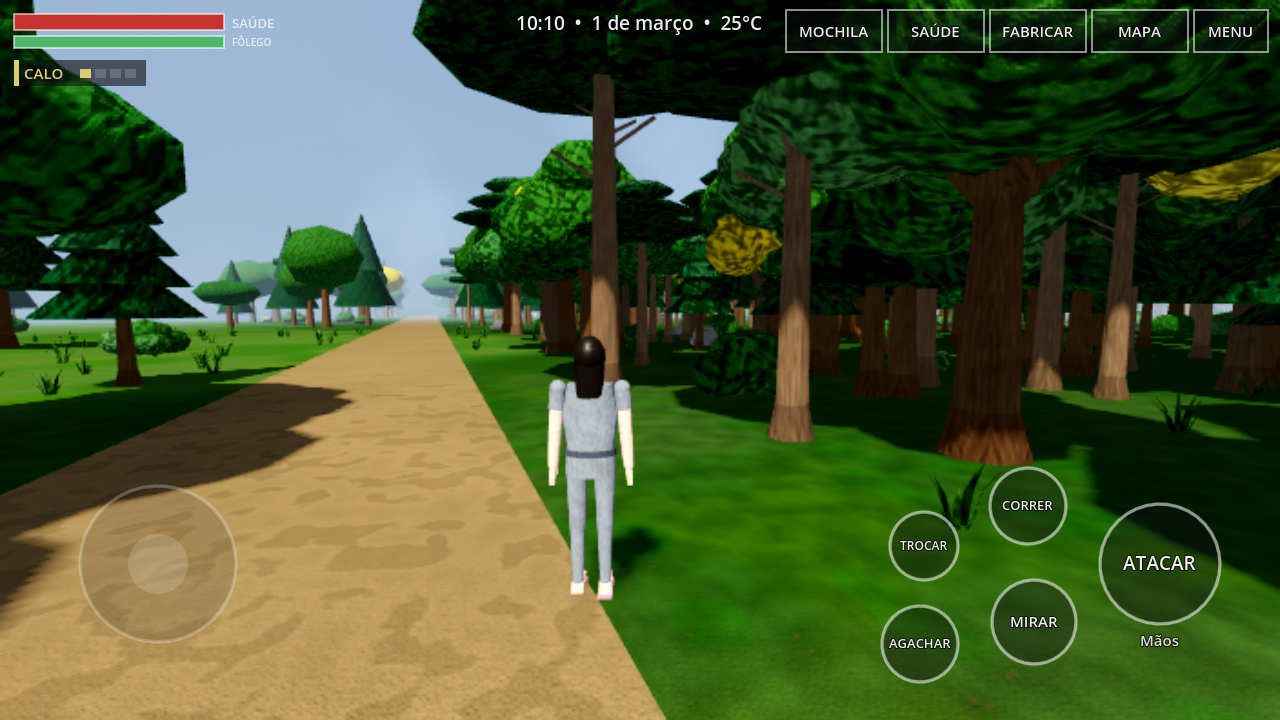 SAÚDE
FÔLEGO
CALO
10:10 • 1 de março • 25°C
MOCHILA
SAÚDE
FABRICAR
MAPA
MENU
CORRER
TROCAR
ATACAR
MIRAR
AGACHAR
Mãos